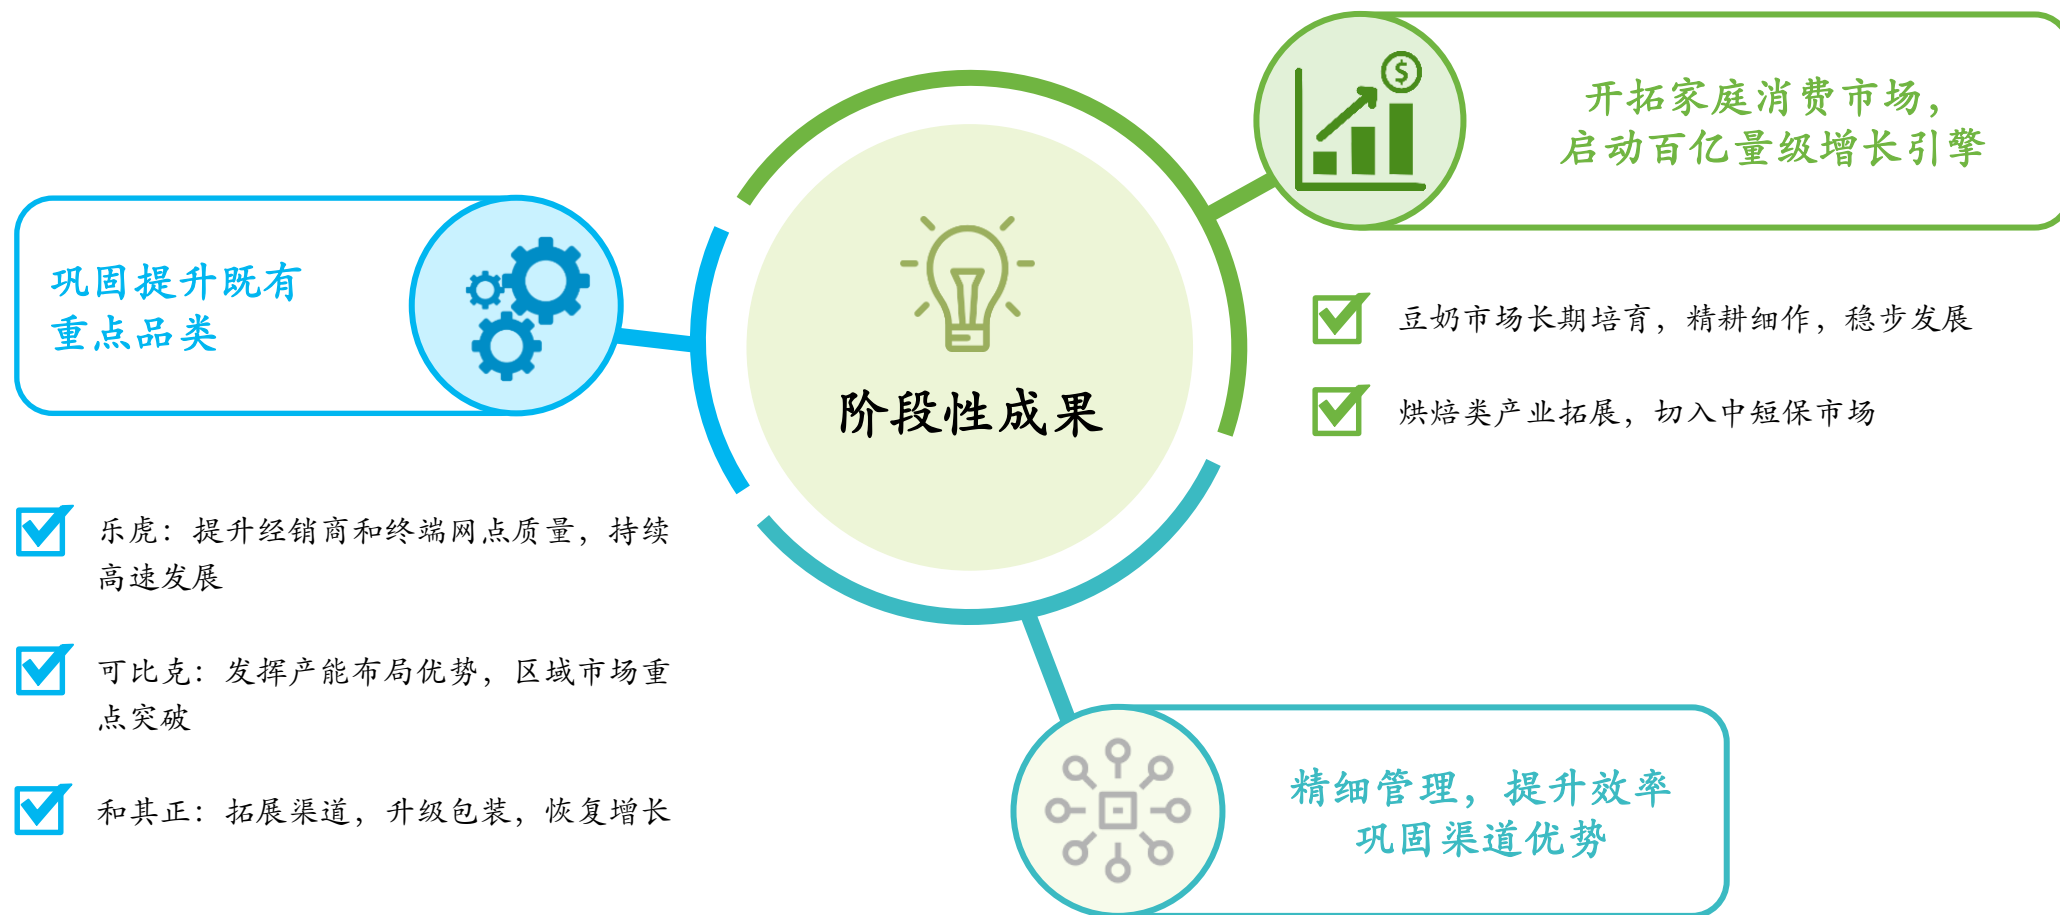 开拓家庭消费市场，
启动百亿量级增长引擎
巩固提升既有
重点品类
阶段性成果
豆奶市场长期培育，精耕细作，稳步发展
烘焙类产业拓展，切入中短保市场
乐虎：提升经销商和终端网点质量，持续
高速发展
可比克：发挥产能布局优势，区域市场重
点突破
和其正：拓展渠道，升级包装，恢复增长
精细管理，提升效率
巩固渠道优势